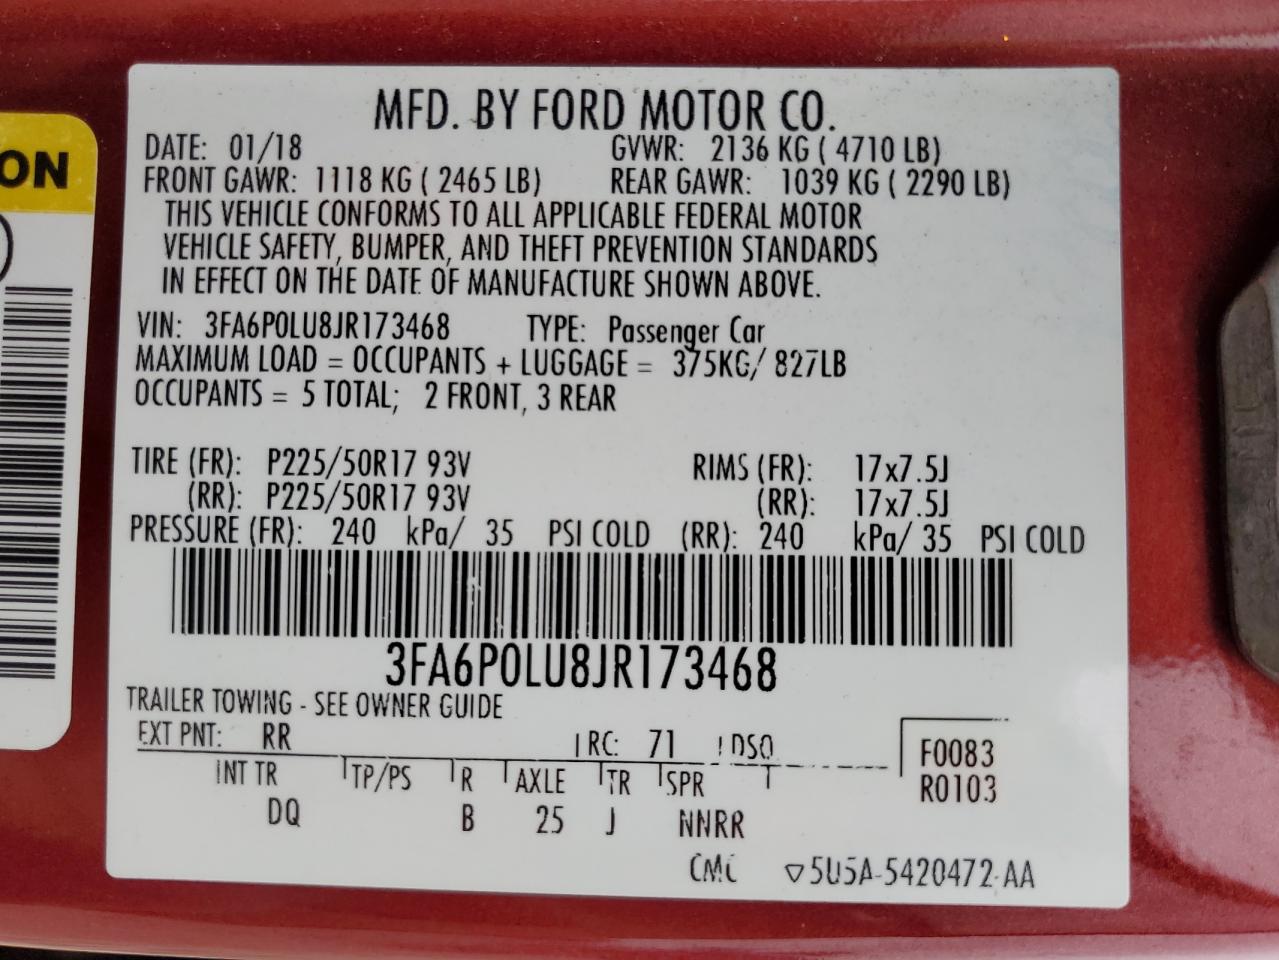 MFD. BY FORD MOTOR CO.
DATE: 01/18 GVWR: 2136 KG ( 4710 LB)
FRONT GAWR: 1118 KG ( 2465 LB) REAR GAWR: 1039 KG ( 2290 LB)
THIS VEHICLE CONFORMS TO ALL APPLICABLE FEDERAL MOTOR
VEHICLE SAFETY, BUMPER, AND THEFT PREVENTION STANDARDS
IN EFFECT ON THE DATE OF MANUFACTURE SHOWN ABOVE.
VIN: 3FA6P0LU8JR173468 TYPE: Passenger Car
MAXIMUM LOAD = OCCUPANTS + LUGGAGE = 375KG/ 827LB
OCCUPANTS = 5 TOTAL; 2 FRONT, 3 REAR
TIRE (FR): P225/50R17 93V RIMS (FR): 17x7.5J
(RR): P225/50R17 93V (RR): 17x7.5J
PRESSURE (FR): 240 kPa/ 35 PSI COLD (RR): 240 kPa/ 35 PSI COLD
3FA6P0LU8JR173468
TRAILER TOWING - SEE OWNER GUIDE
EXT PNT: RR RC: 71 DSO F0083
INT TR TP/PS R AXLE TR SPR R0103
DQ B 25 J NNRR
CMC ▽5U5A-5420472-AA
ON